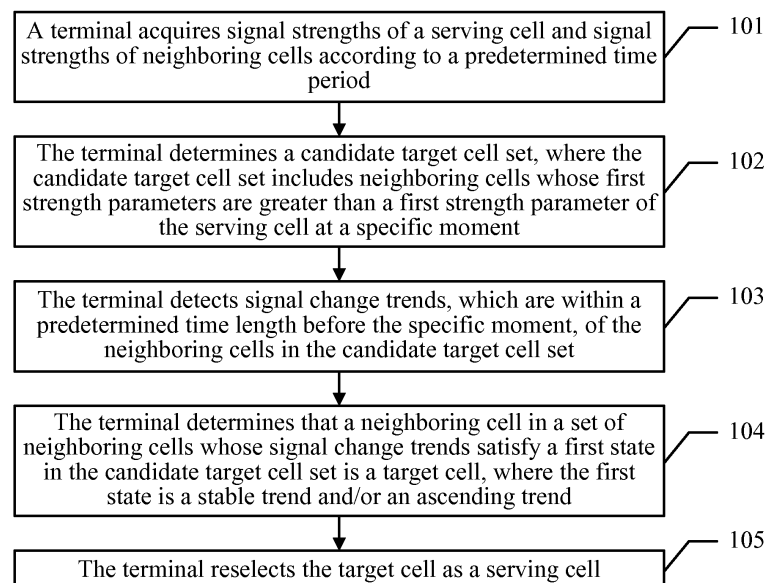 A terminal acquires signal strengths of a serving cell and signal
strengths of neighboring cells according to a predetermined time
period
101
The terminal determines a candidate target cell set, where the
candidate target cell set includes neighboring cells whose first
strength parameters are greater than a first strength parameter of
the serving cell at a specific moment
102
The terminal detects signal change trends, which are within a
predetermined time length before the specific moment, of the
neighboring cells in the candidate target cell set
103
The terminal determines that a neighboring cell in a set of
neighboring cells whose signal change trends satisfy a first state
in the candidate target cell set is a target cell, where the first
state is a stable trend and/or an ascending trend
104
The terminal reselects the target cell as a serving cell
105